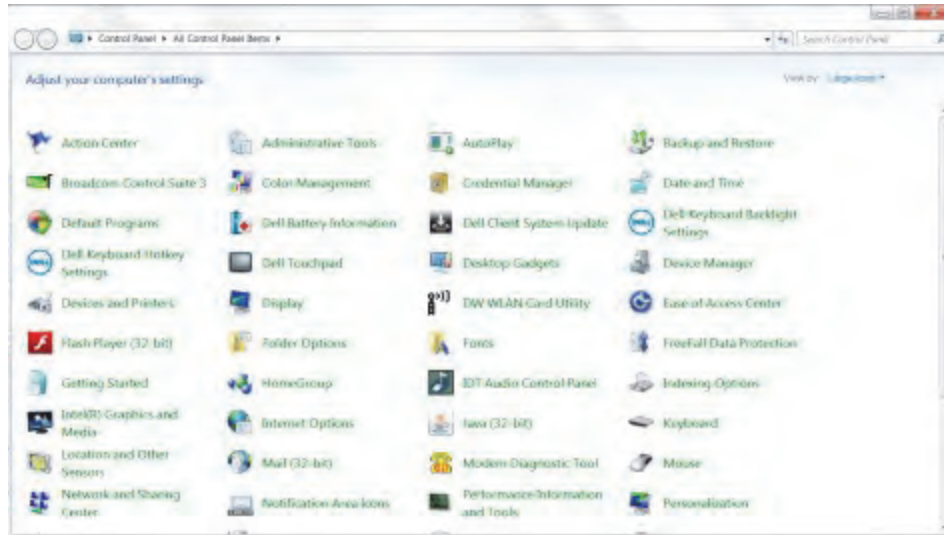 Control Panel All Control Panel Items
Search Control Panel
Adjust your computer's settings
View by: Large icons
Action Center
Administrative Tools
AutoPlay
Backup and Restore
Broadcom Control Suite 3
Color Management
Credential Manager
Date and Time
Default Programs
Dell Battery Information
Dell Client System Update
Dell Keyboard Backlight
Settings
Dell Keyboard Hotkey
Settings
Dell Touchpad
Desktop Gadgets
Device Manager
Devices and Printers
Display
DW WLAN Card Utility
Ease of Access Center
Flash Player (32-bit)
Folder Options
Fonts
FreeFall Data Protection
Getting Started
HomeGroup
IDT Audio Control Panel
Indexing Options
Intel(R) Graphics and
Media
Internet Options
Java (32-bit)
Keyboard
Location and Other
Sensors
Mail (32-bit)
Modem Diagnostic Tool
Mouse
Network and Sharing
Center
Notification Area Icons
Performance Information
and Tools
Personalization